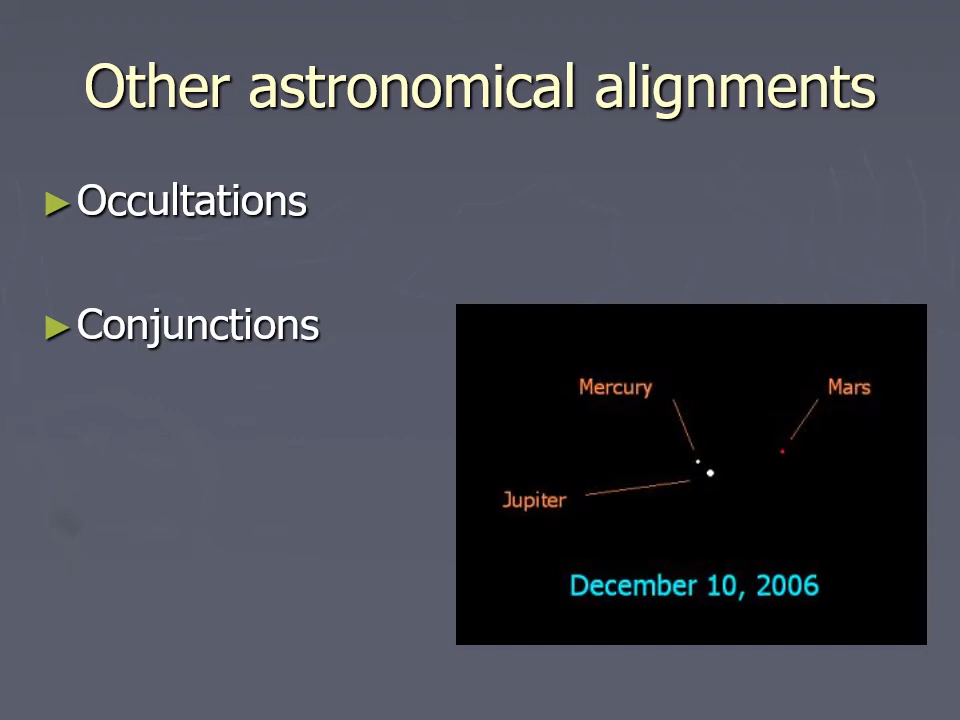 Other astronomical alignments
► Occultations
► Conjunctions
Mercury
Mars
Jupiter
December 10, 2006